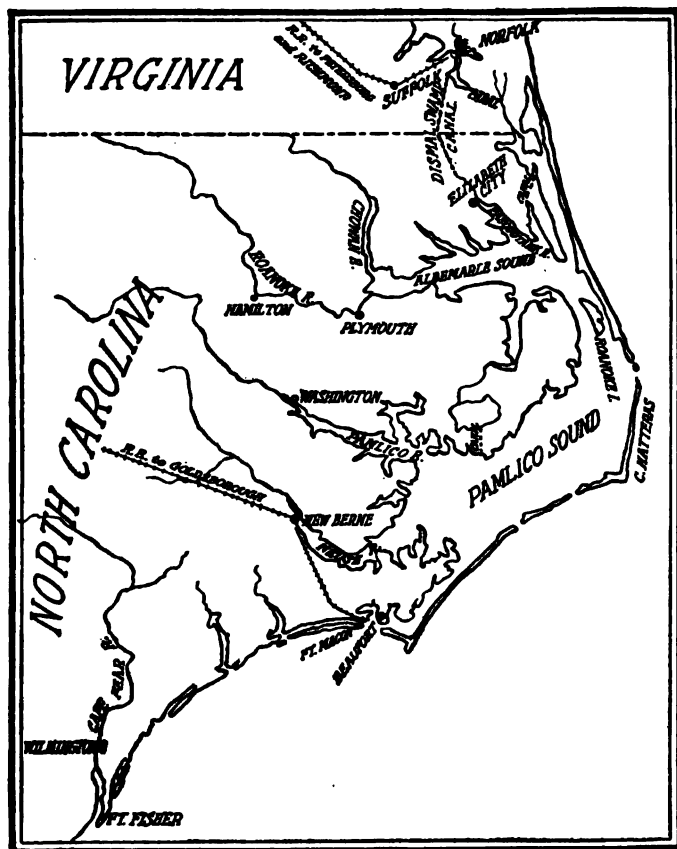 VIRGINIA
R.R. to PETERSBURG
and RICHMOND
NORFOLK
SUFFOLK
DISMAL SWAMP
CANAL
ELIZABETH
CITY
CHOWAN R.
ROANOKE R.
ALBEMARLE SOUND
HAMILTON
PLYMOUTH
ROANOKE I.
NORTH CAROLINA
WASHINGTON
PAMLICO R.
PAMLICO SOUND
C. HATTERAS
R.R. to GOLDSBOROUGH
NEW BERNE
NEUSE R.
FT. MACON
BEAUFORT
CAPE FEAR R.
WILMINGTON
FT. FISHER